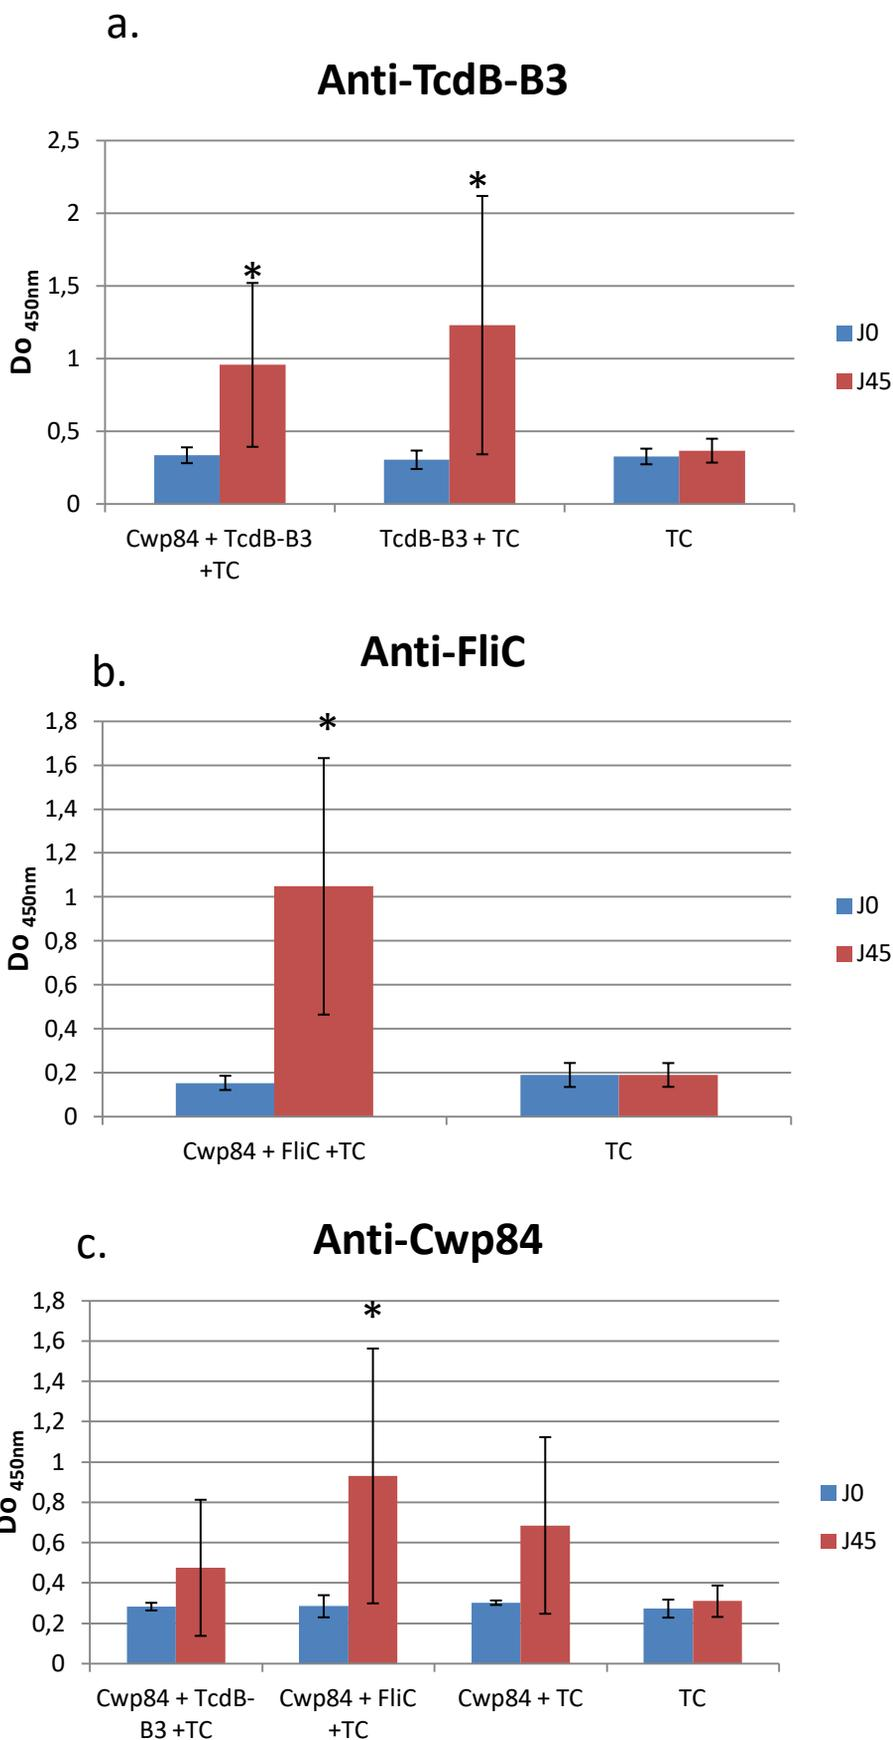 a.
Anti-TcdB-B3
2,5
2
1,5
1
0,5
0
Do 450nm
*
*
Cwp84 + TcdB-B3
+TC
TcdB-B3 + TC
TC
J0
J45
b.
Anti-FliC
1,8
1,6
1,4
1,2
1
0,8
0,6
0,4
0,2
0
Do 450nm
*
Cwp84 + FliC +TC
TC
J0
J45
c.
Anti-Cwp84
1,8
1,6
1,4
1,2
1
0,8
0,6
0,4
0,2
0
Do 450nm
*
Cwp84 + TcdB-
B3 +TC
Cwp84 + FliC
+TC
Cwp84 + TC
TC
J0
J45